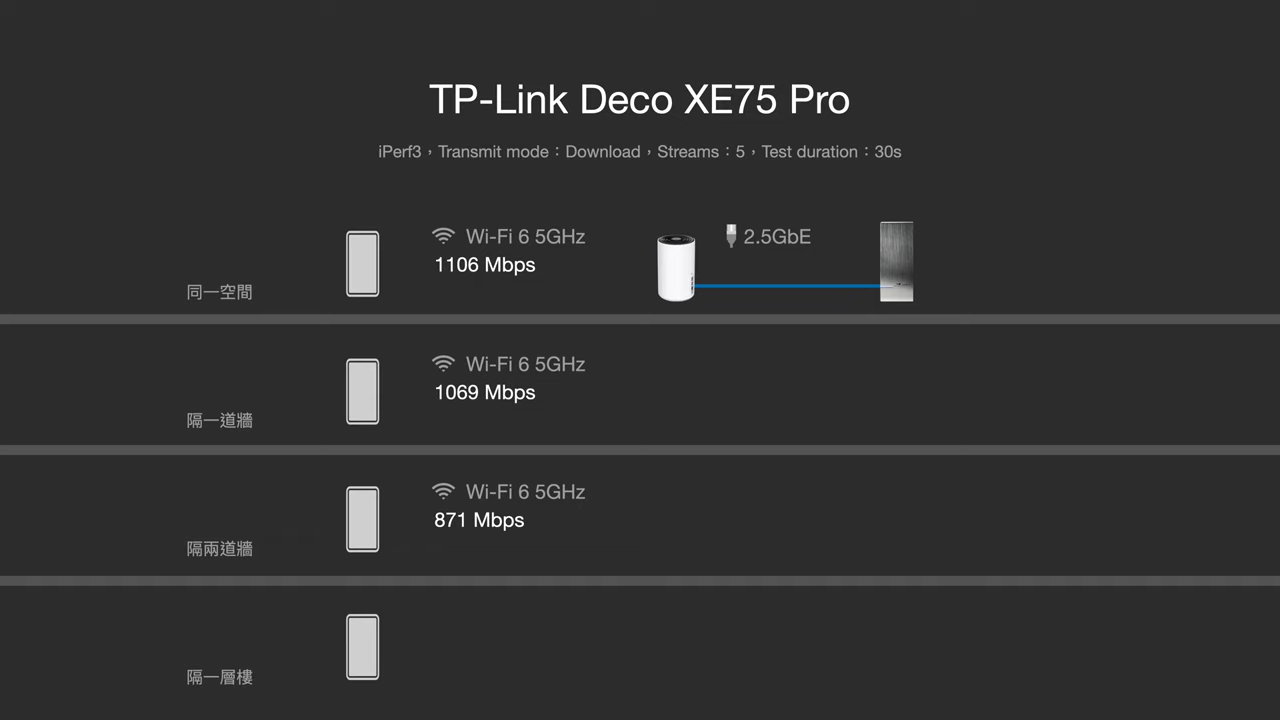 TP-Link Deco XE75 Pro
iPerf3，Transmit mode：Download，Streams：5，Test duration：30s
Wi-Fi 6 5GHz
2.5GbE
1106 Mbps
同一空間
Wi-Fi 6 5GHz
1069 Mbps
隔一道牆
Wi-Fi 6 5GHz
871 Mbps
隔兩道牆
隔一層樓